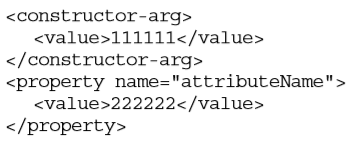 <constructor-arg>
<value>111111</value>
</constructor-arg>
<property name="attributeName">
<value>222222</value>
</property>